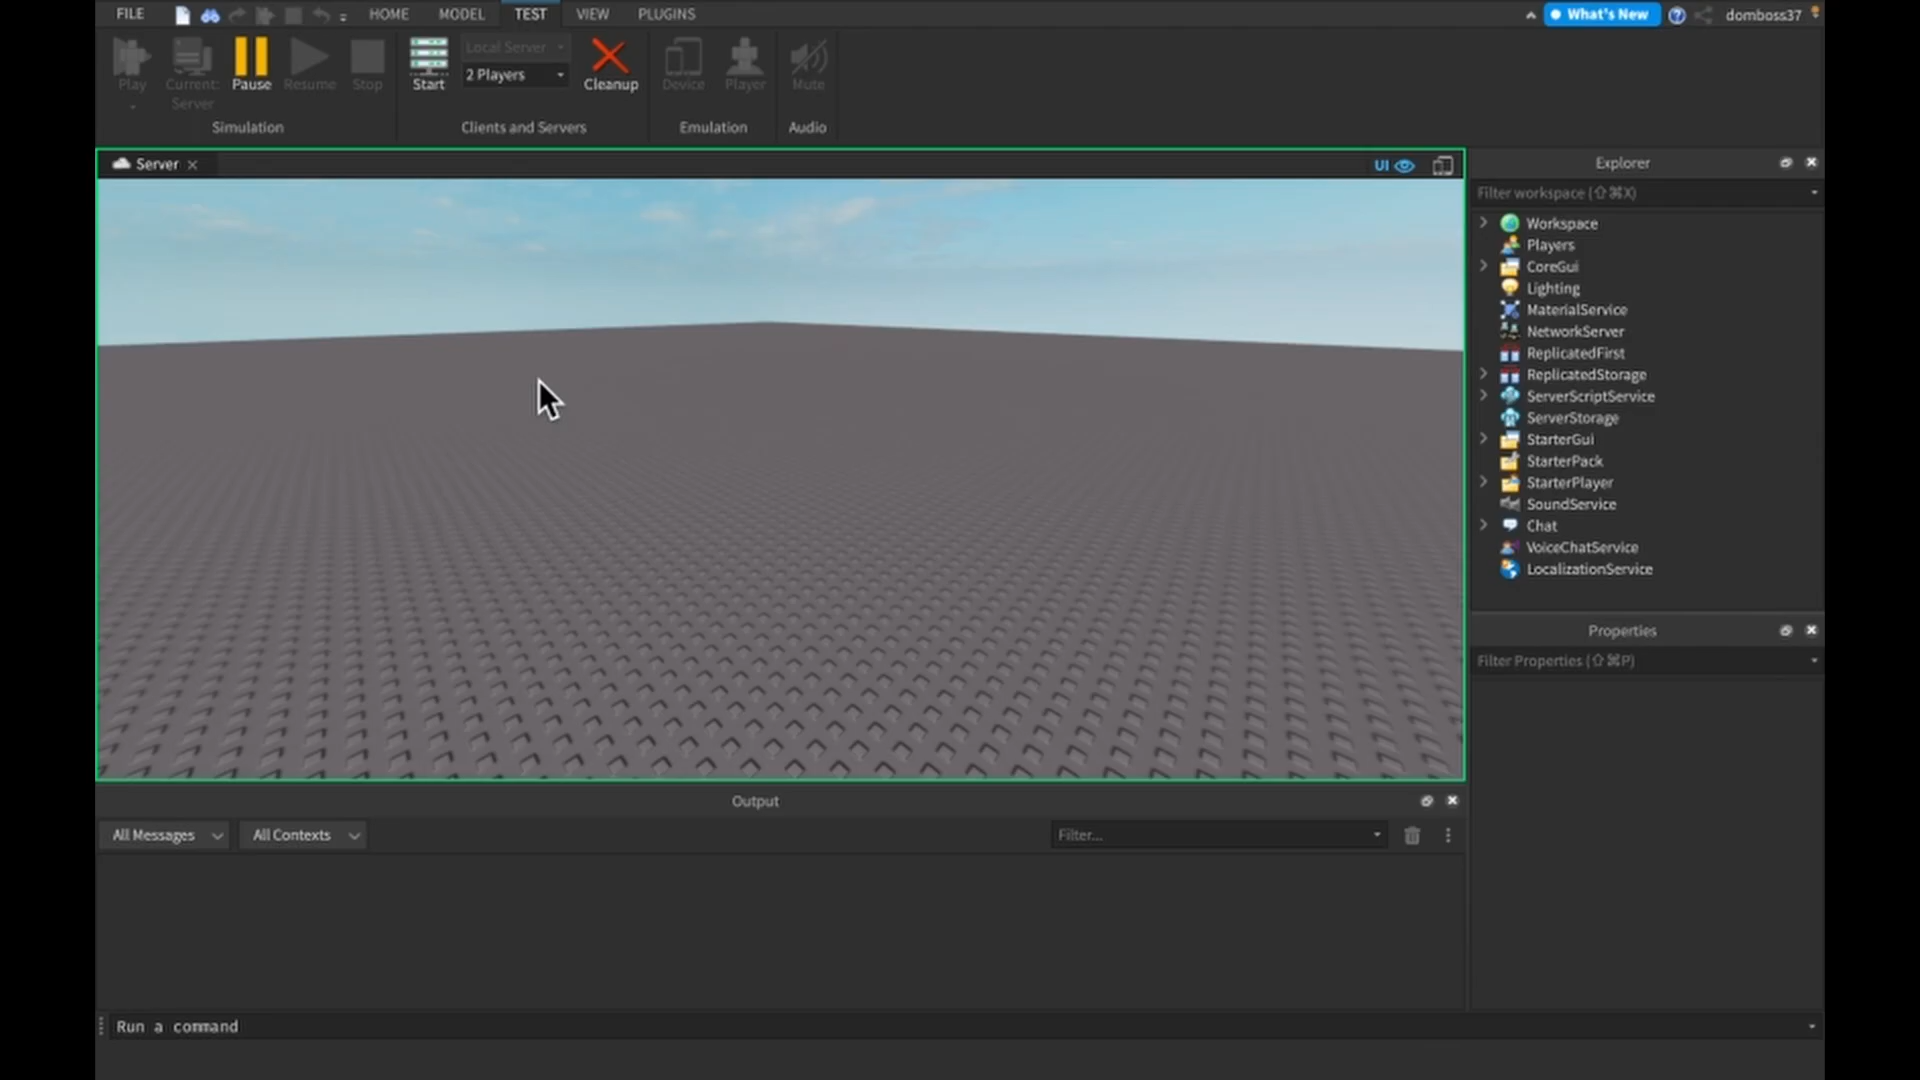 FILE HOME MODEL TEST VIEW PLUGINS What's New domboss37
Play Current: Server Pause Resume Stop Start Local Server 2 Players Cleanup Device Player Mute
Simulation Clients and Servers Emulation Audio
Server UI
Explorer
Filter workspace (⇧⌘X)
Workspace
Players
CoreGui
Lighting
MaterialService
NetworkServer
ReplicatedFirst
ReplicatedStorage
ServerScriptService
ServerStorage
StarterGui
StarterPack
StarterPlayer
SoundService
Chat
VoiceChatService
LocalizationService
Properties
Filter Properties (⇧⌘P)
Output
All Messages All Contexts Filter...
Run a command